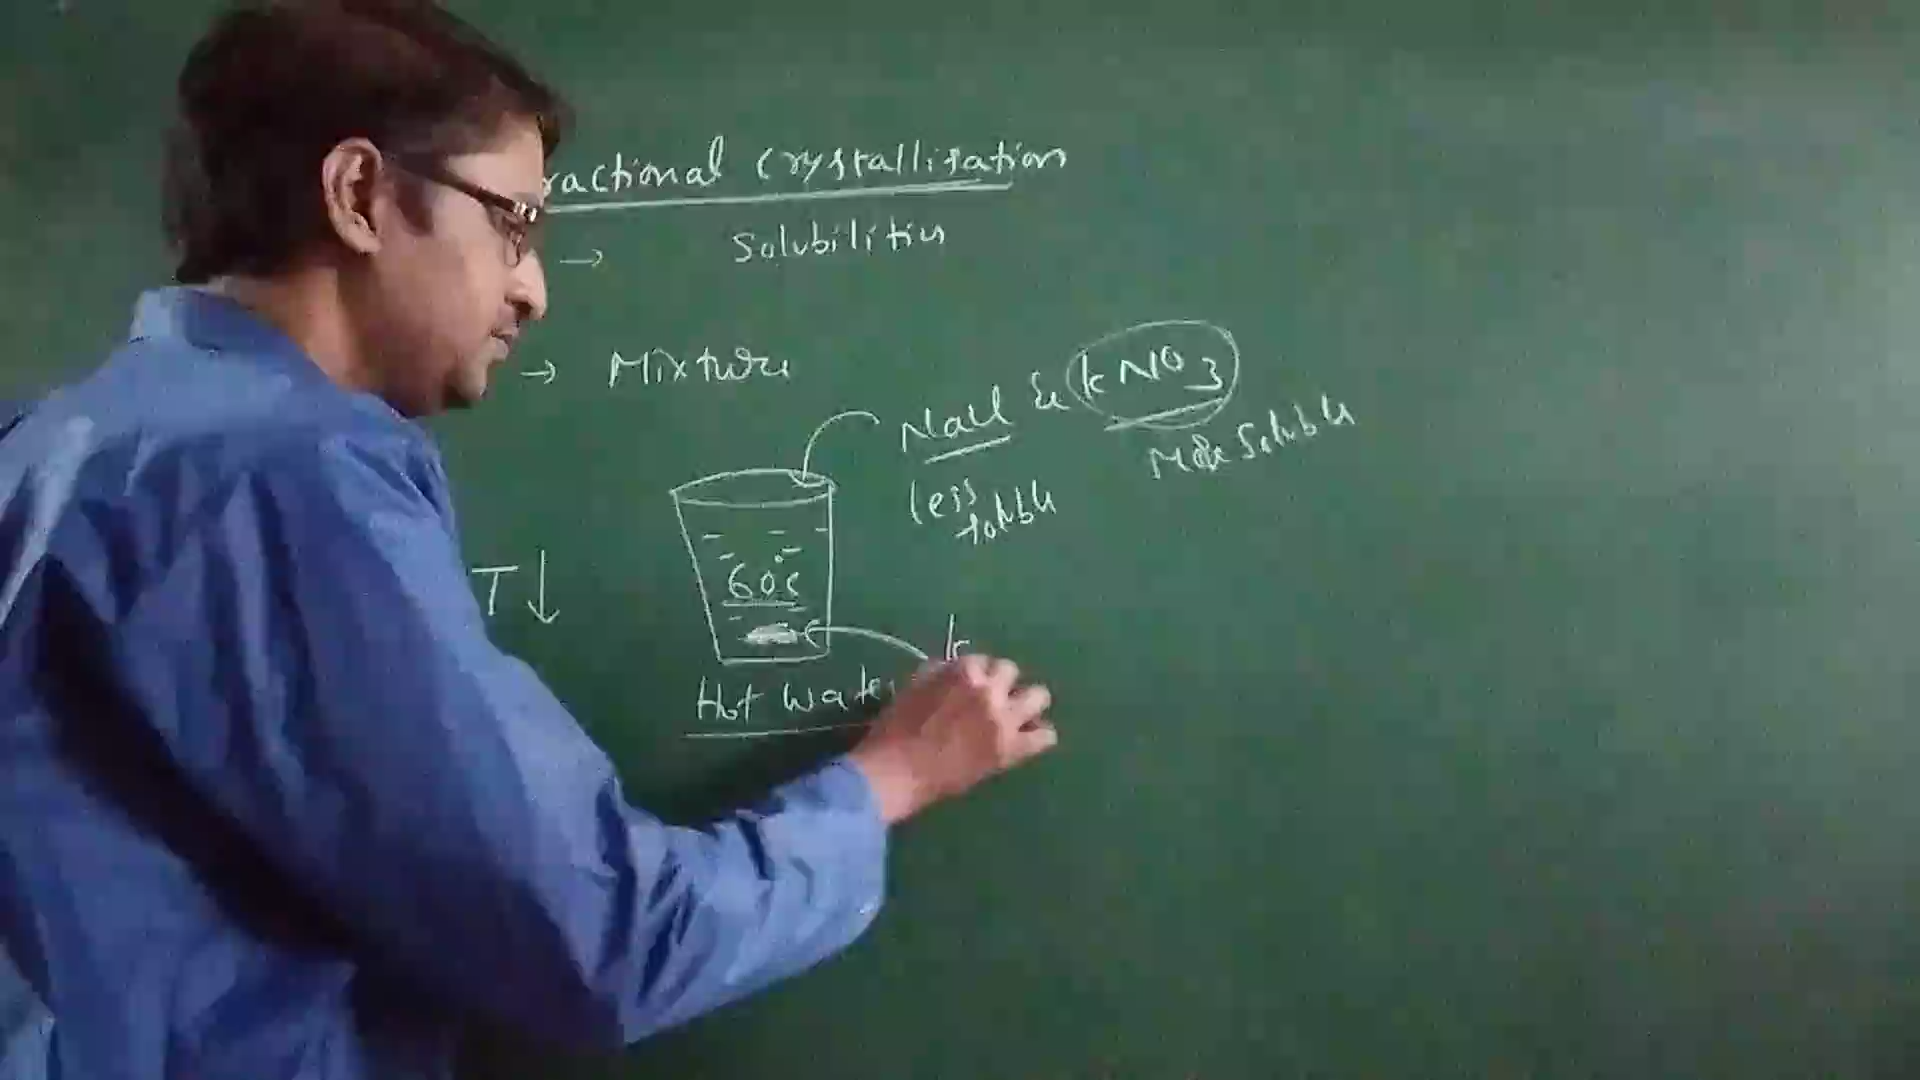 ractional Crystallisation
→ Solubilities
→ Mixture
NaCl & KNO3
less soluble
More Soluble
T↓
60°C
K
Hot Water